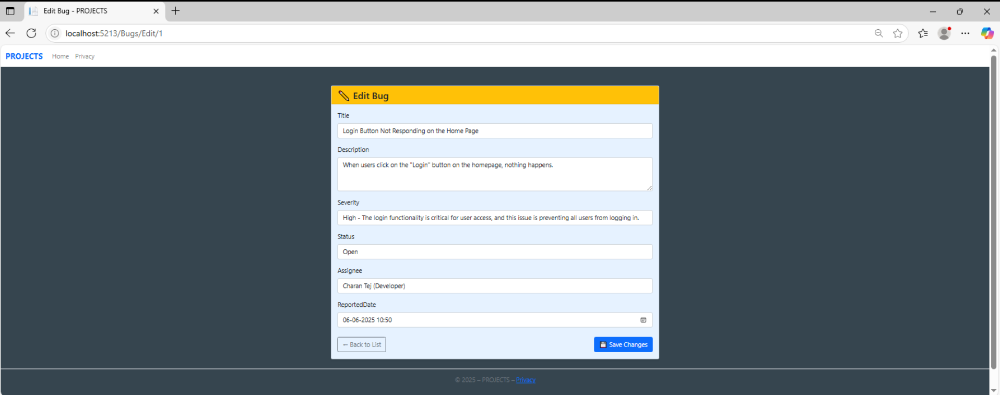 Edit Bug - PROJECTS
localhost:5213/Bugs/Edit/1
PROJECTS Home Privacy
Edit Bug
Title
Login Button Not Responding on the Home Page
Description
When users click on the "Login" button on the homepage, nothing happens.
Severity
High - The login functionality is critical for user access, and this issue is preventing all users from logging in.
Status
Open
Assignee
Charan Tej (Developer)
ReportedDate
06-06-2025 10:50
← Back to List Save Changes
© 2025 – PROJECTS – Privacy